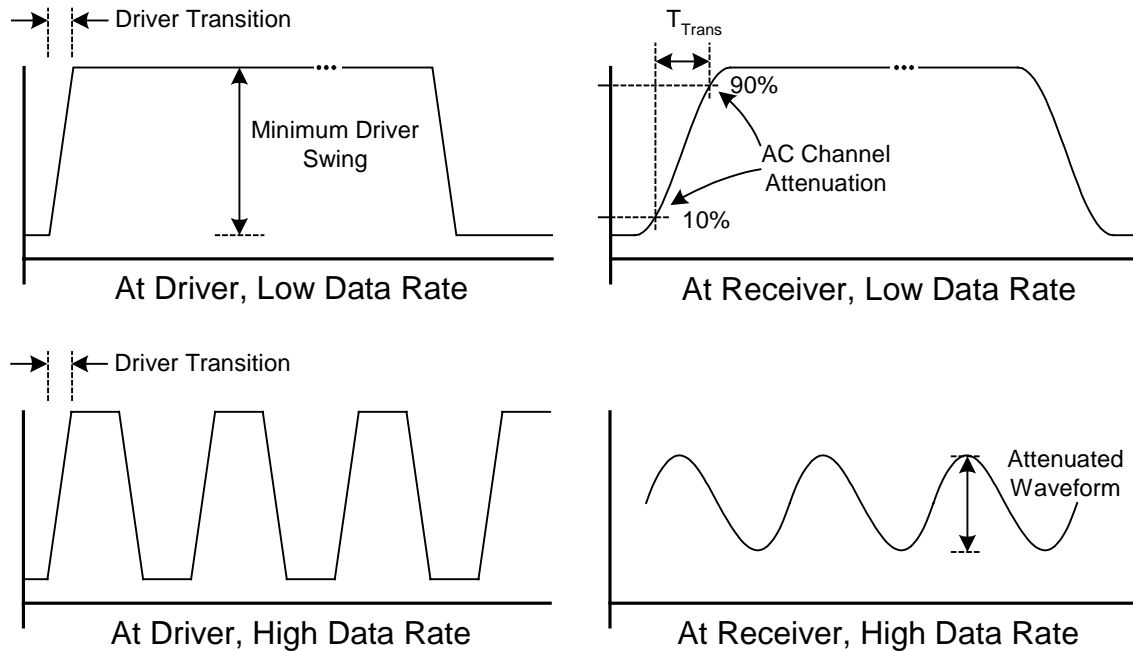 Driver Transition
Minimum Driver
Swing
•••
At Driver, Low Data Rate
T_Trans
90%
AC Channel
Attenuation
10%
•••
At Receiver, Low Data Rate
Driver Transition
At Driver, High Data Rate
Attenuated
Waveform
At Receiver, High Data Rate